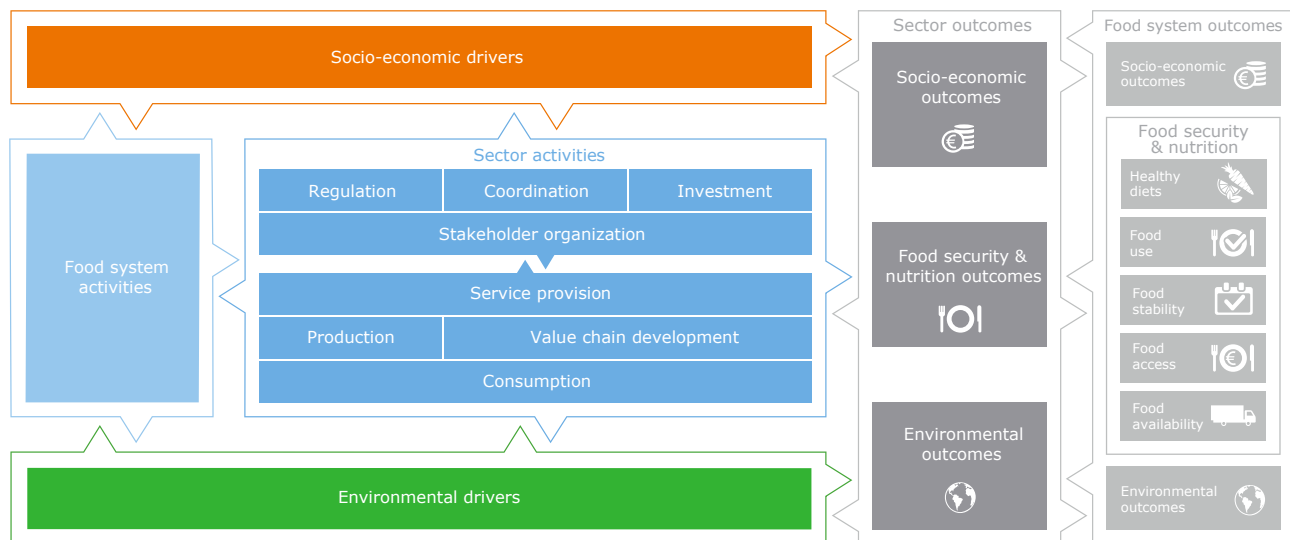 Socio-economic drivers
Food system
activities
Sector activities
Regulation
Coordination
Investment
Stakeholder organization
Service provision
Production
Value chain development
Consumption
Environmental drivers
Sector outcomes
Socio-economic
outcomes
€
Food security &
nutrition outcomes
Environmental
outcomes
Food system outcomes
Socio-economic
outcomes
€
Food security
& nutrition
Healthy
diets
Food
use
Food
stability
Food
access
€
Food
availability
Environmental
outcomes